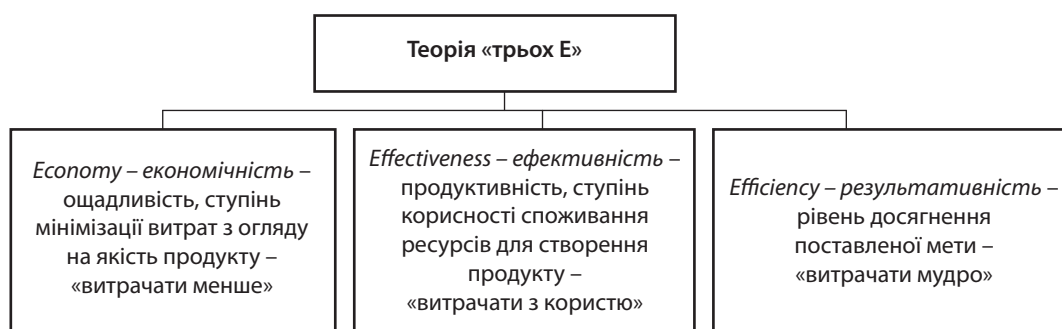 Теорія «трьох Е»
Economy – економічність –
ощадливість, ступінь
мінімізації витрат з огляду
на якість продукту –
«витрачати менше»
Effectiveness – ефективність –
продуктивність, ступінь
корисності споживання
ресурсів для створення
продукту –
«витрачати з користю»
Efficiency – результативність –
рівень досягнення
поставленої мети –
«витрачати мудро»